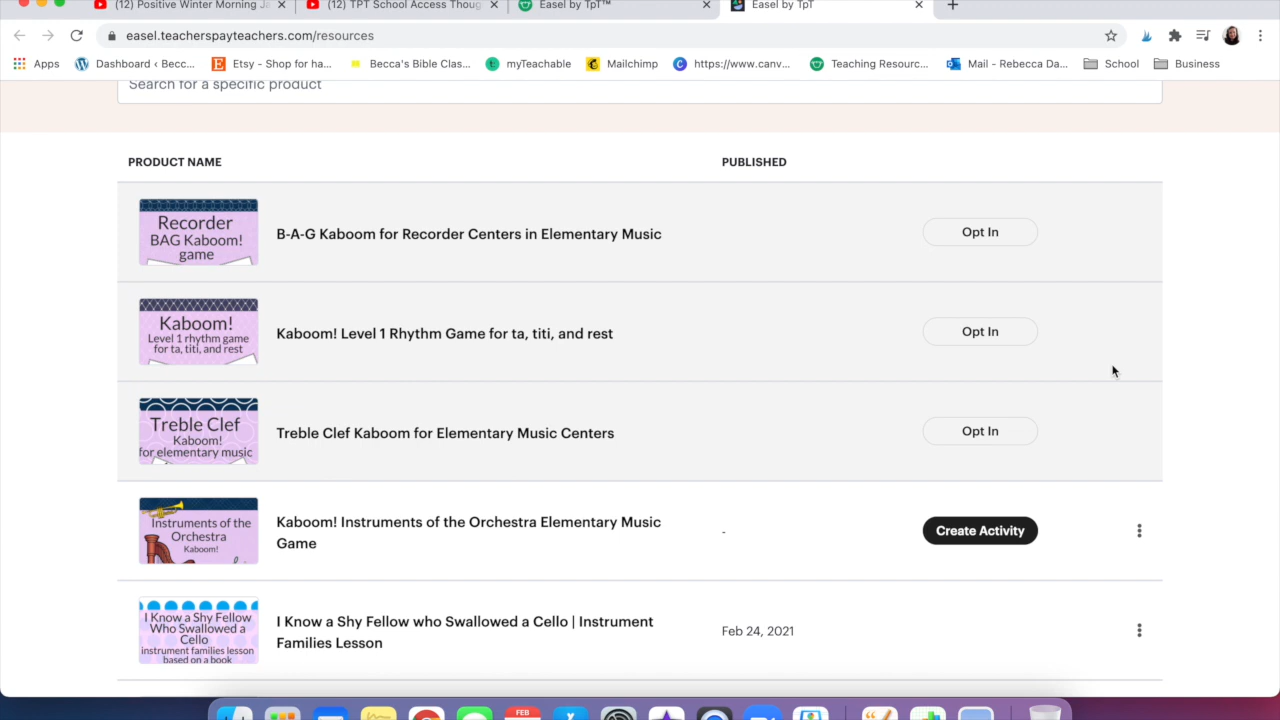 (12) Positive Winter Morning Ja
(12) TPT School Access Thoug
Easel by TpT™
Easel by TpT
easel.teacherspayteachers.com/resources
Apps
Dashboard ‹ Becc...
Etsy - Shop for ha...
Becca's Bible Clas...
myTeachable
Mailchimp
https://www.canv...
Teaching Resourc...
Mail - Rebecca Da...
School
Business
Search for a specific product
PRODUCT NAME
PUBLISHED
Recorder
BAG Kaboom!
game
B-A-G Kaboom for Recorder Centers in Elementary Music
Opt In
Kaboom!
Level 1 rhythm game
for ta, titi, and rest
Kaboom! Level 1 Rhythm Game for ta, titi, and rest
Opt In
Treble Clef
Kaboom!
for elementary music
Treble Clef Kaboom for Elementary Music Centers
Opt In
Instruments of the
Orchestra
Kaboom!
Kaboom! Instruments of the Orchestra Elementary Music
Game
-
Create Activity
I Know a Shy Fellow
Who Swallowed a
Cello
instrument families lesson
based on a book
I Know a Shy Fellow who Swallowed a Cello | Instrument
Families Lesson
Feb 24, 2021
FEB